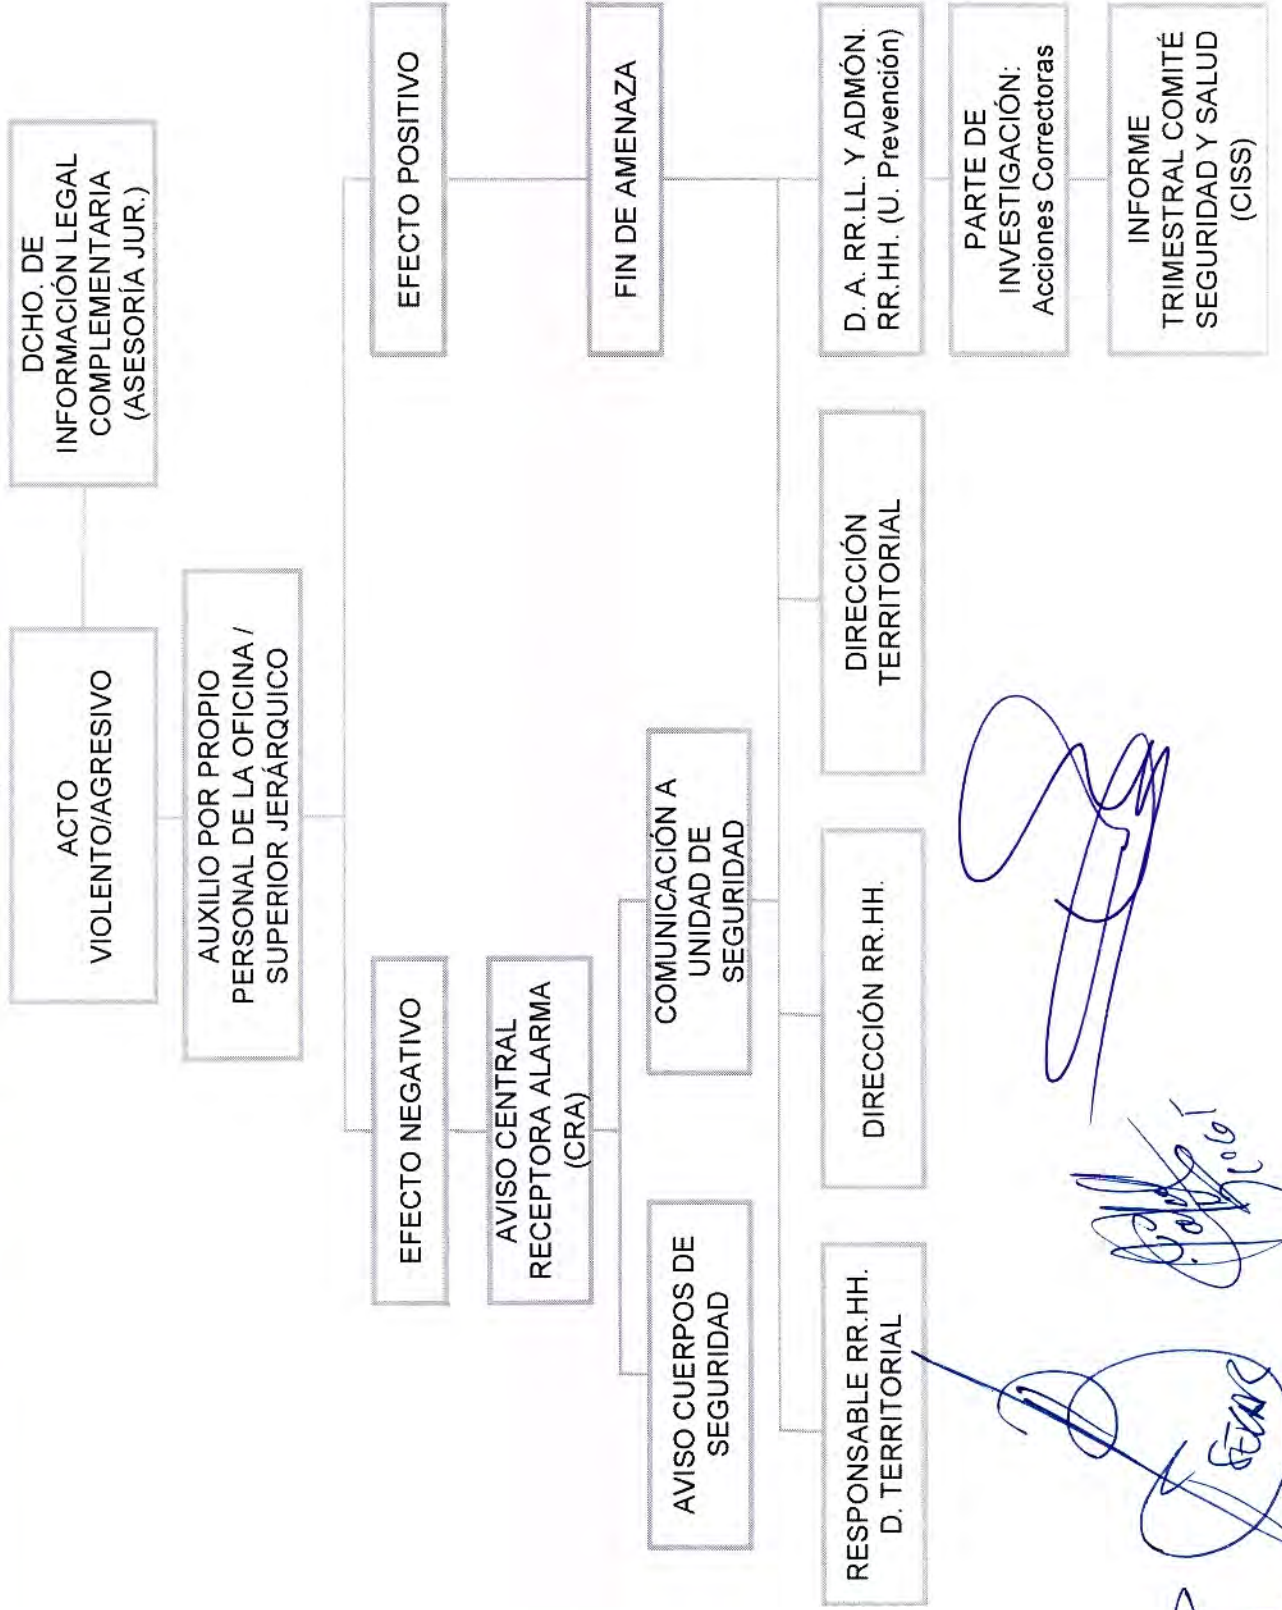 DCHO. DE
INFORMACIÓN LEGAL
COMPLEMENTARIA
(ASESORÍA JUR.)
ACTO
VIOLENTO/AGRESIVO
AUXILIO POR PROPIO
PERSONAL DE LA OFICINA /
SUPERIOR JERÁRQUICO
EFECTO NEGATIVO
EFECTO POSITIVO
AVISO CENTRAL
RECEPTORA ALARMA
(CRA)
FIN DE AMENAZA
AVISO CUERPOS DE
SEGURIDAD
COMUNICACIÓN A
UNIDAD DE
SEGURIDAD
RESPONSABLE RR.HH.
D. TERRITORIAL
DIRECCIÓN RR.HH.
DIRECCIÓN
TERRITORIAL
D. A. RR.LL. Y ADMÓN.
RR.HH. (U. Prevención)
PARTE DE
INVESTIGACIÓN:
Acciones Correctoras
INFORME
TRIMESTRAL COMITÉ
SEGURIDAD Y SALUD
(CISS)